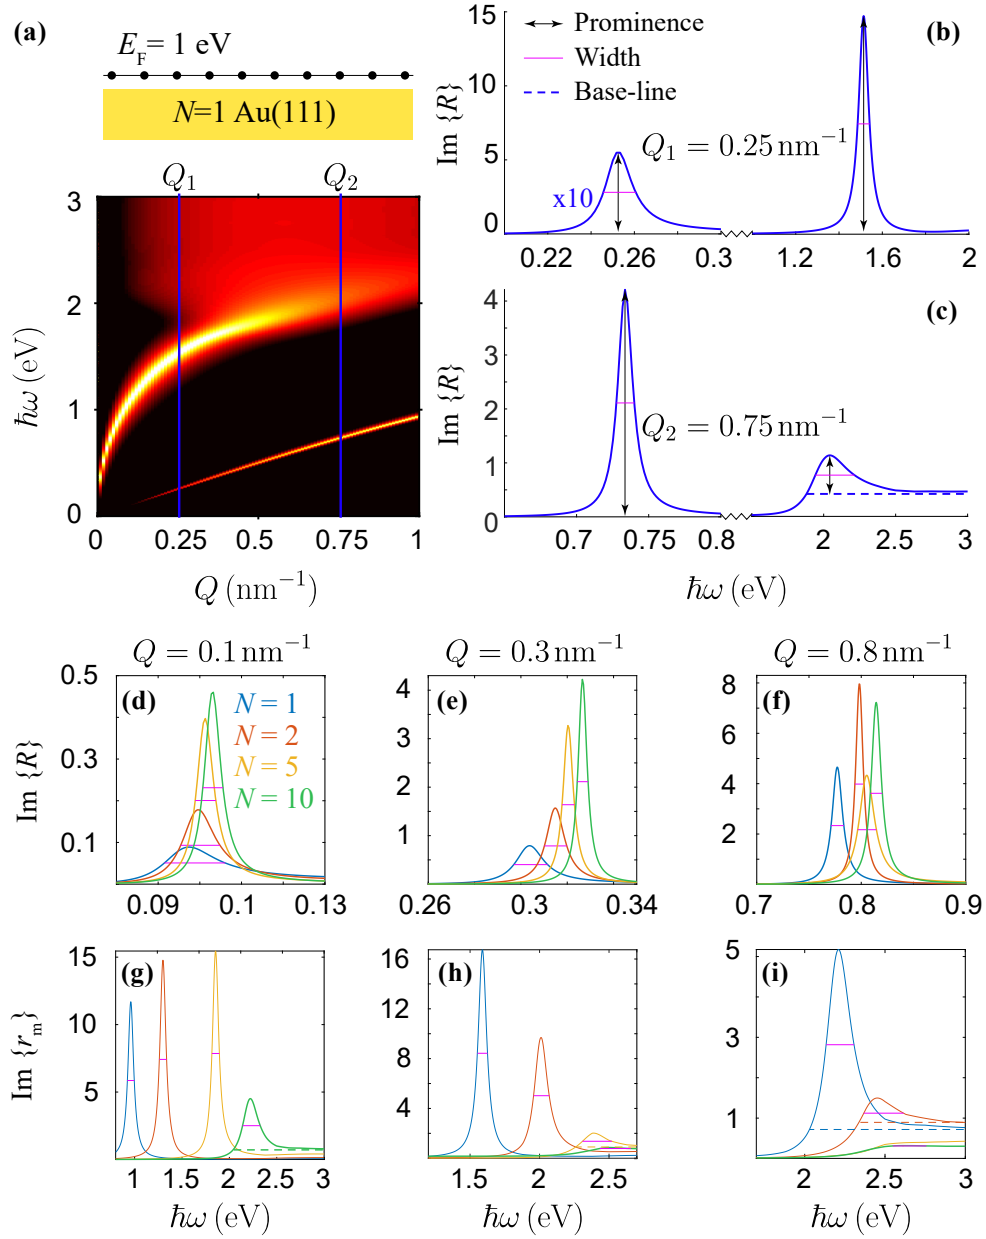 (a)
E_F = 1 eV
N=1 Au(111)
Q₁ Q₂
3
2
1
0
ħω (eV)
0 0.25 0.50 0.75 1
Q (nm⁻¹)
(b)
Prominence
Width
Base-line
15
10
5
0
Im {R}
Q₁ = 0.25 nm⁻¹
x10
0.22 0.26 0.3 1.2 1.6 2
(c)
4
3
2
1
0
Im {R}
Q₂ = 0.75 nm⁻¹
0.7 0.75 0.8 2 2.5 3
ħω (eV)
Q = 0.1 nm⁻¹
(d)
N = 1
N = 2
N = 5
N = 10
0.5
0.3
0.1
Im {R}
0.09 0.1 0.13
Q = 0.3 nm⁻¹
(e)
4
3
2
1
0.26 0.3 0.34
Q = 0.8 nm⁻¹
(f)
8
6
4
2
0.7 0.8 0.9
(g)
15
10
5
Im {r_m}
1 1.5 2 2.5 3
ħω (eV)
(h)
16
12
8
4
1.5 2 2.5
ħω (eV)
(i)
5
3
1
2 2.5 3
ħω (eV)